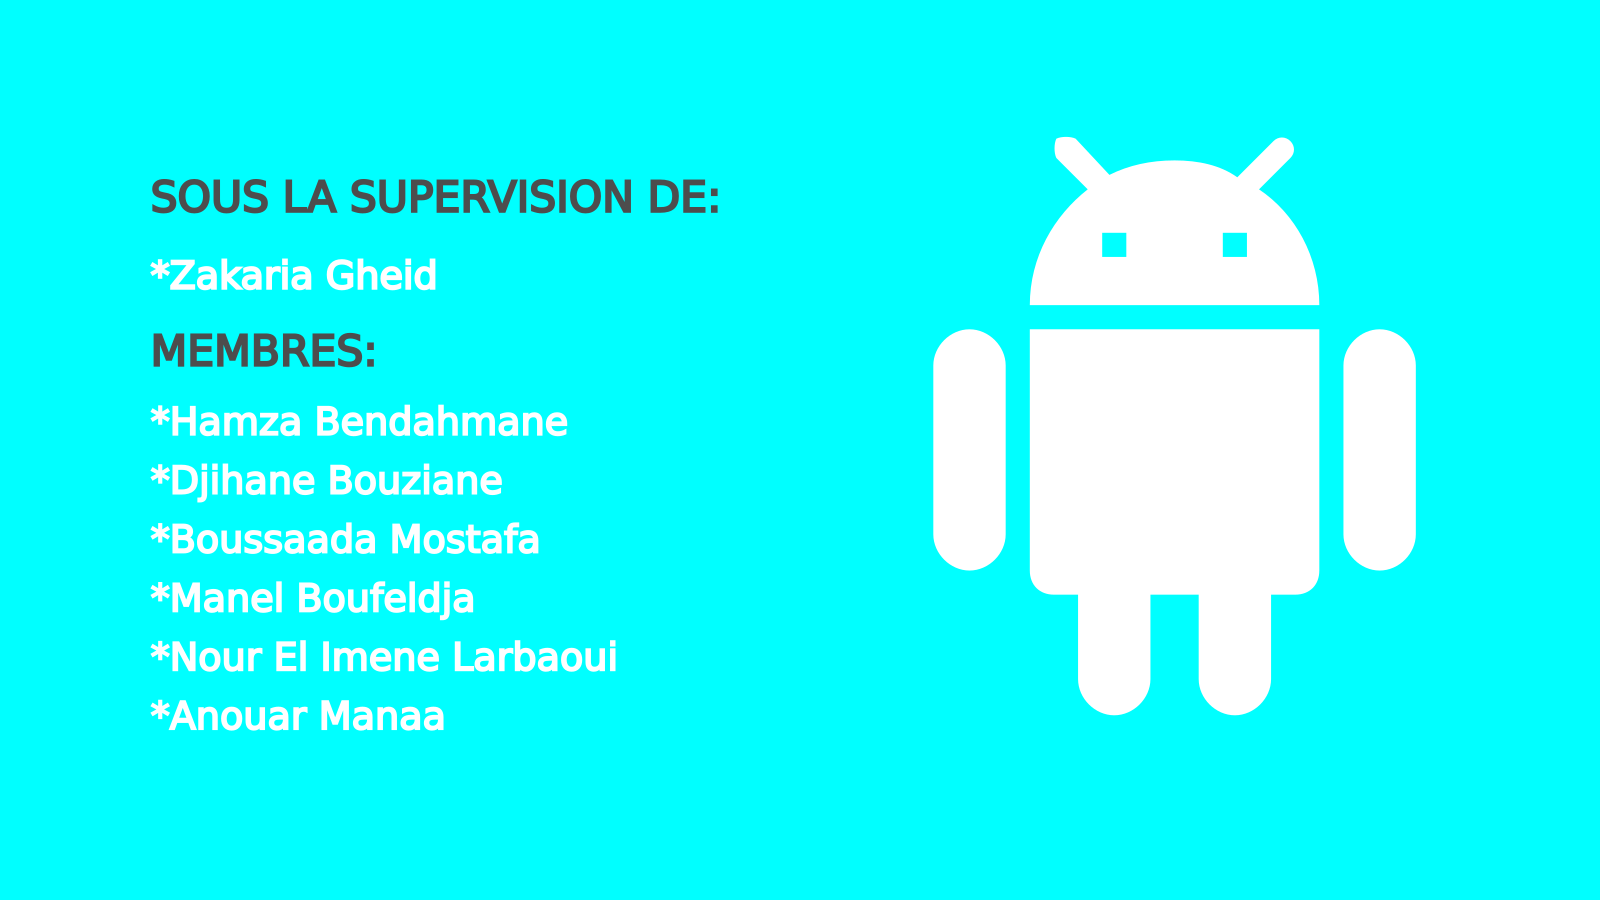 SOUS LA SUPERVISION DE:
*Zakaria Gheid
MEMBRES:
*Hamza Bendahmane
*Djihane Bouziane
*Boussaada Mostafa
*Manel Boufeldja
*Nour El Imene Larbaoui
*Anouar Manaa